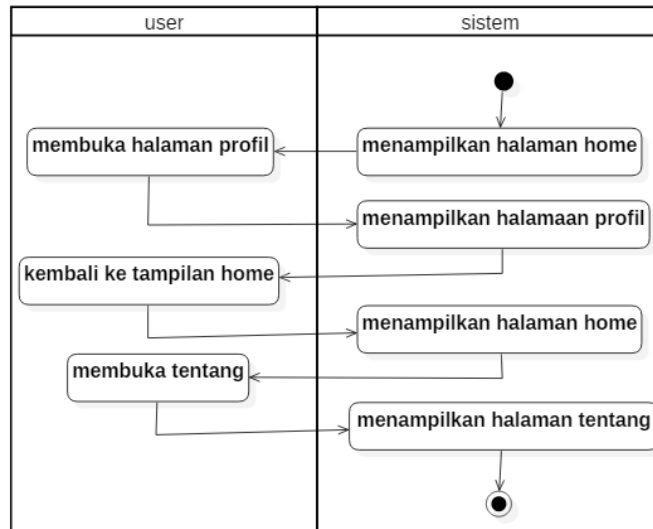 user
sistem
menampilkan halaman home
membuka halaman profil
menampilkan halamaan profil
kembali ke tampilan home
menampilkan halaman home
membuka tentang
menampilkan halaman tentang